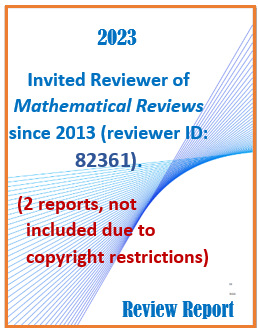 2023
Invited Reviewer of
Mathematical Reviews
since 2013 (reviewer ID:
82361).
(2 reports, not
included due to
copyright restrictions)
Review Report